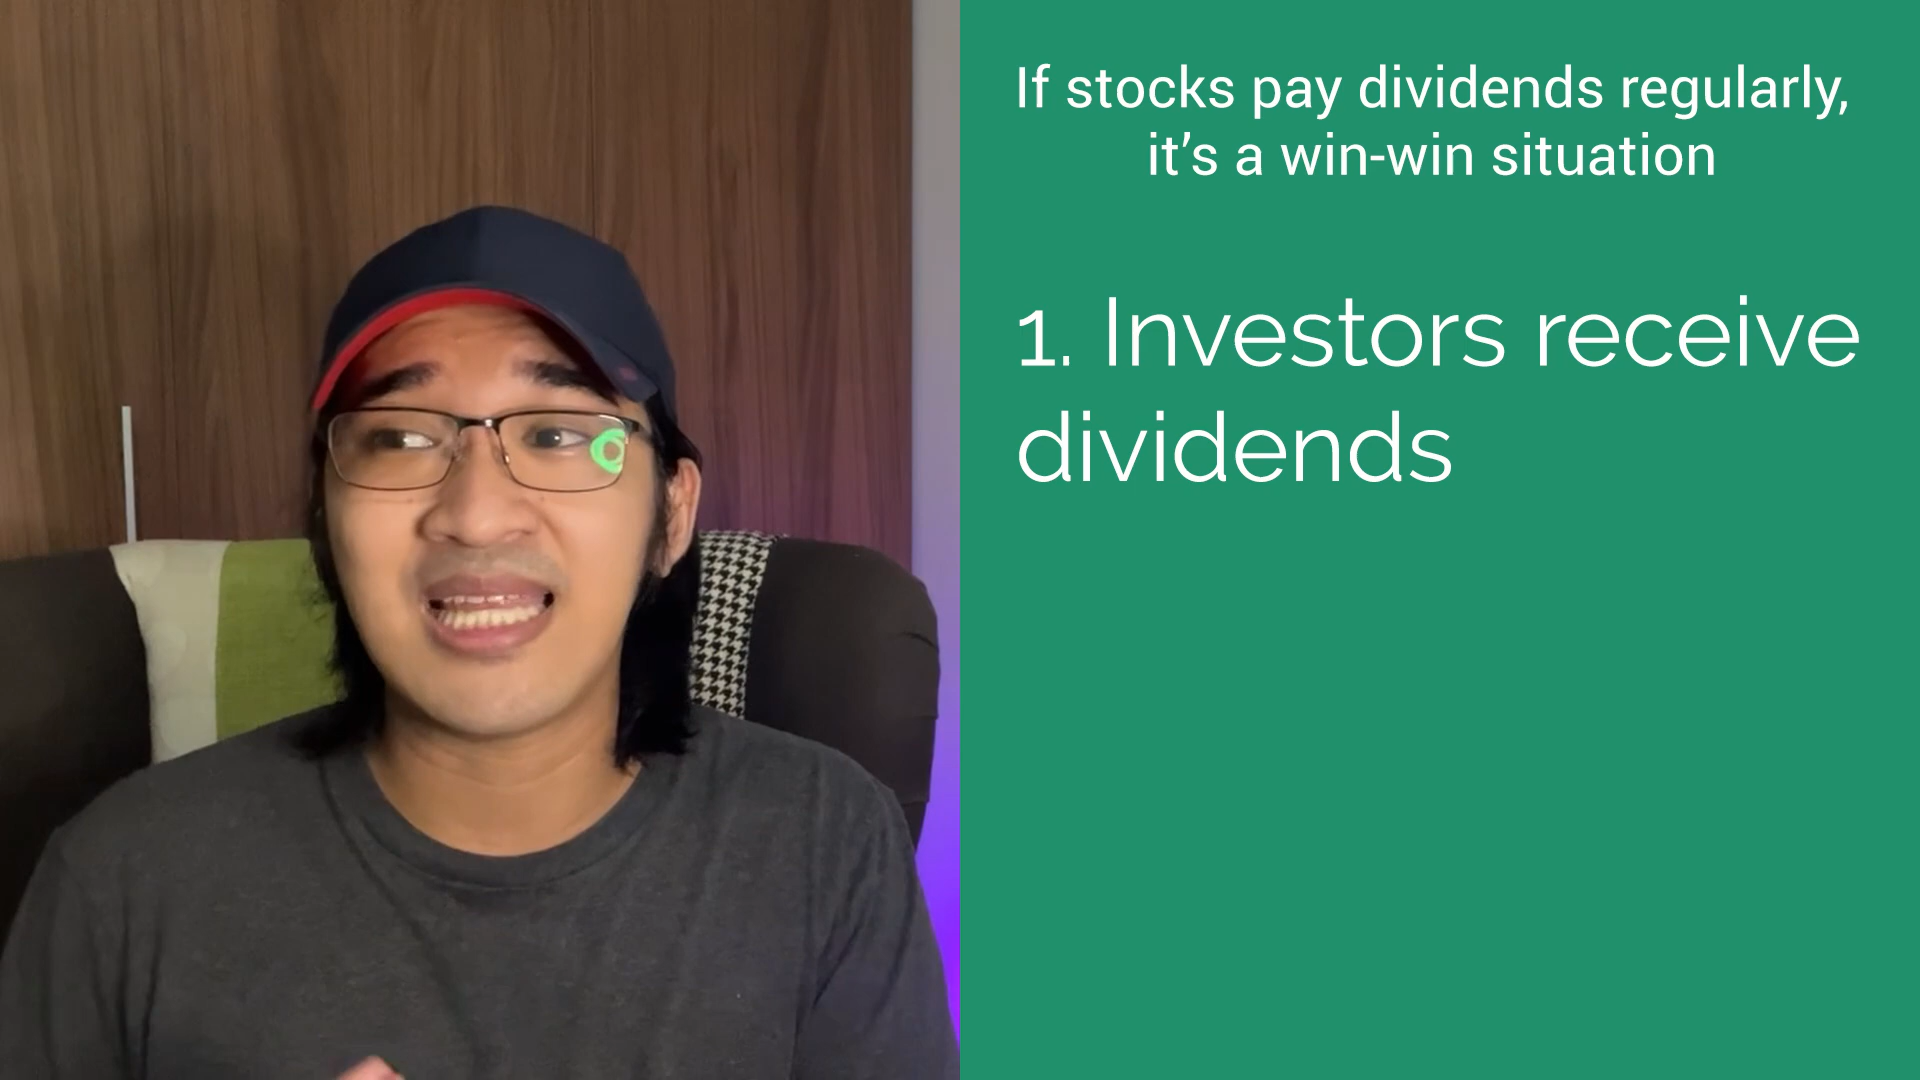 If stocks pay dividends regularly,
it’s a win-win situation
1. Investors receive
dividends